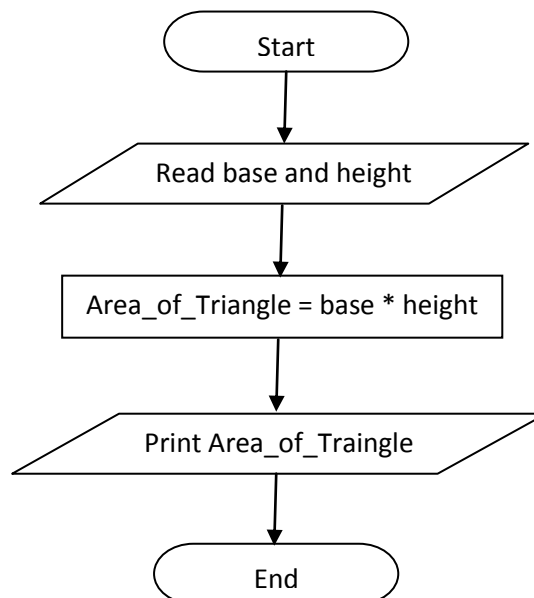 Start
Read base and height
Area_of_Triangle = base * height
Print Area_of_Traingle
End